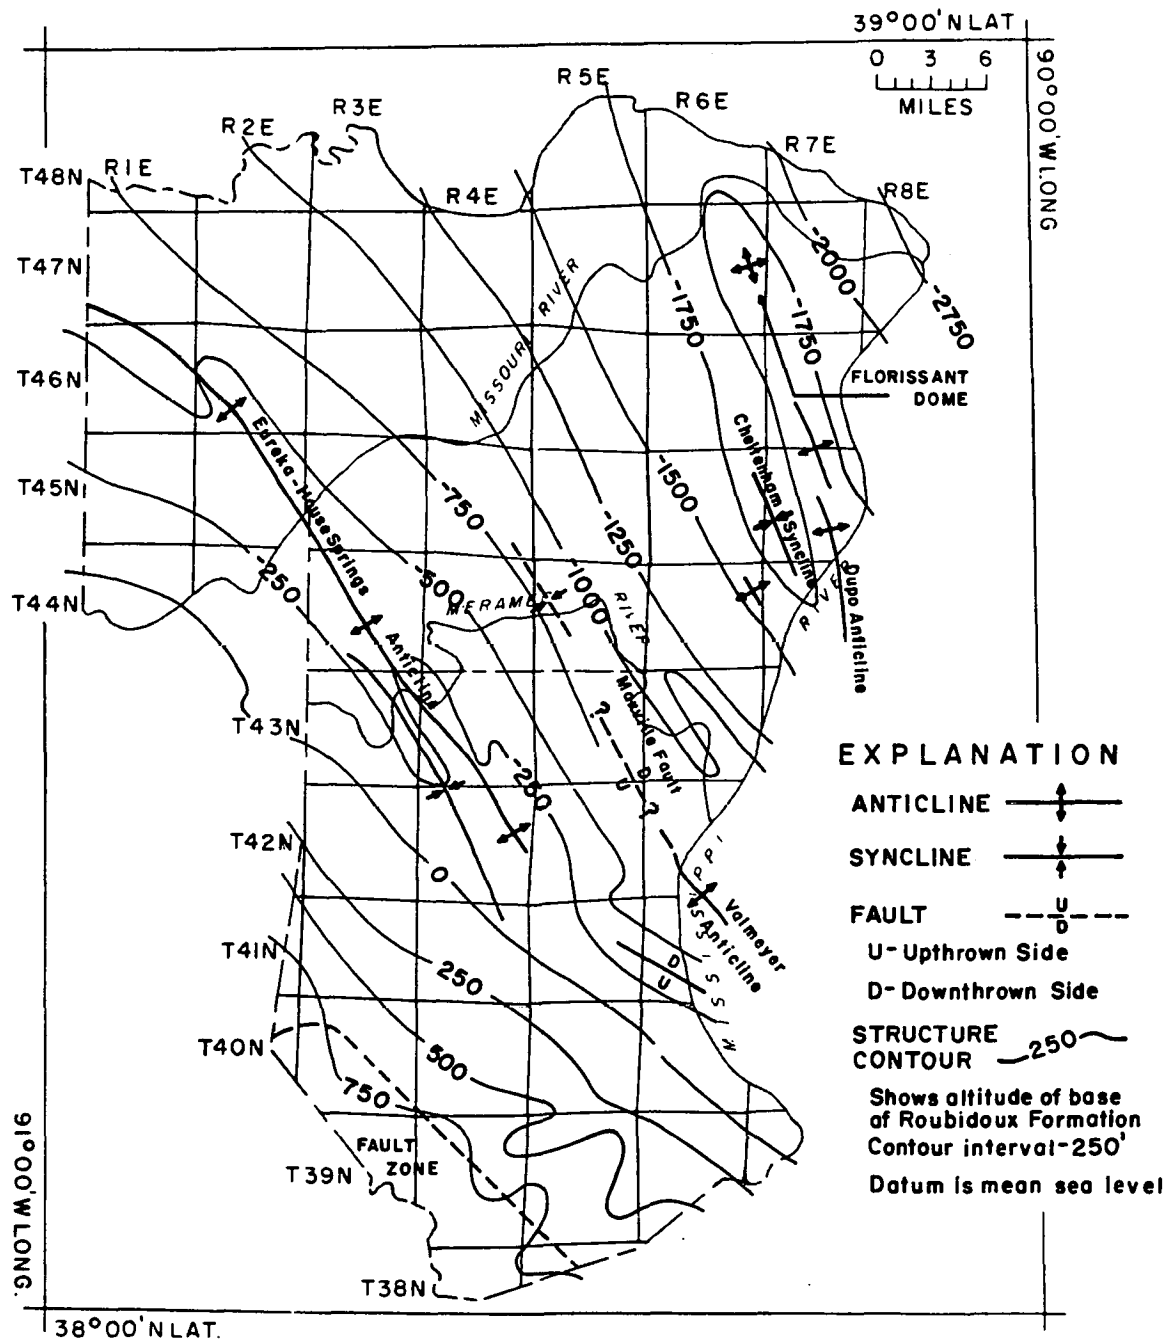 39°00'N LAT
0 3 6
MILES
90°00'W LONG
R1E
R2E
R3E
R4E
R5E
R6E
R7E
R8E
T48N
T47N
T46N
T45N
T44N
T43N
T42N
T41N
T40N
T39N
T38N
-2000
-2750
-1750
-1750
FLORISSANT
DOME
MISSOURI RIVER
Cheltenham Syncline
Eureka-House Springs Anticline
-750
-1500
-1250
-1000
-500
-250
MERAMEC RIVER
RIVER
Dupo Anticline
Maxville Fault
?
D
U
?
-250
0
MISSISSIPPI
Valmeyer
Anticline
D
U
250
500
750
FAULT
ZONE
EXPLANATION
ANTICLINE
SYNCLINE
FAULT U
D
U-Upthrown Side
D-Downthrown Side
STRUCTURE
CONTOUR -250
Shows altitude of base
of Roubidoux Formation
Contour interval-250'
Datum is mean sea level
91°00'W LONG.
38°00'N LAT.